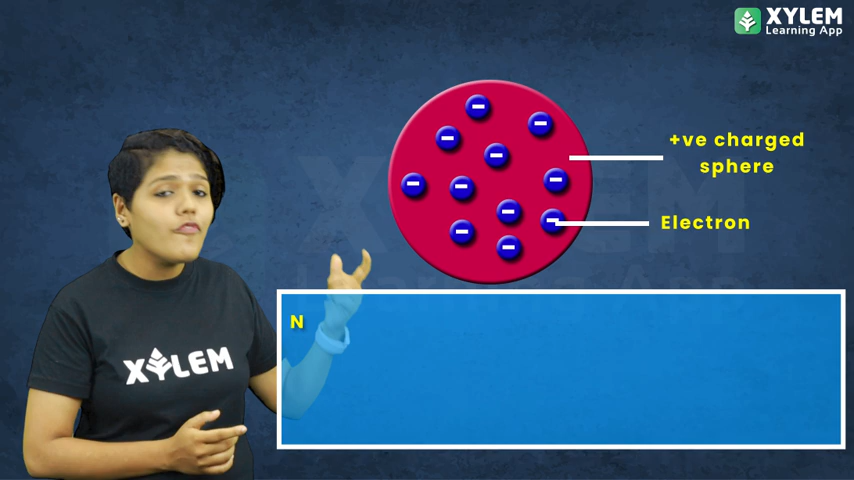 XYLEM
Learning App
+ve charged
sphere
Electron
N
XYLEM